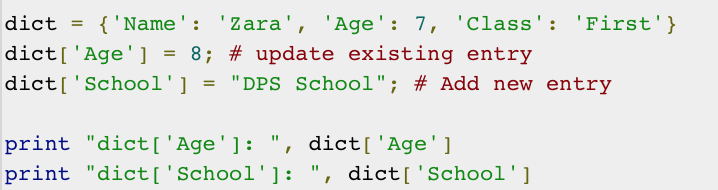 dict = {'Name': 'Zara', 'Age': 7, 'Class': 'First'}
dict['Age'] = 8; # update existing entry
dict['School'] = "DPS School"; # Add new entry
print "dict['Age']: ", dict['Age']
print "dict['School']: ", dict['School']